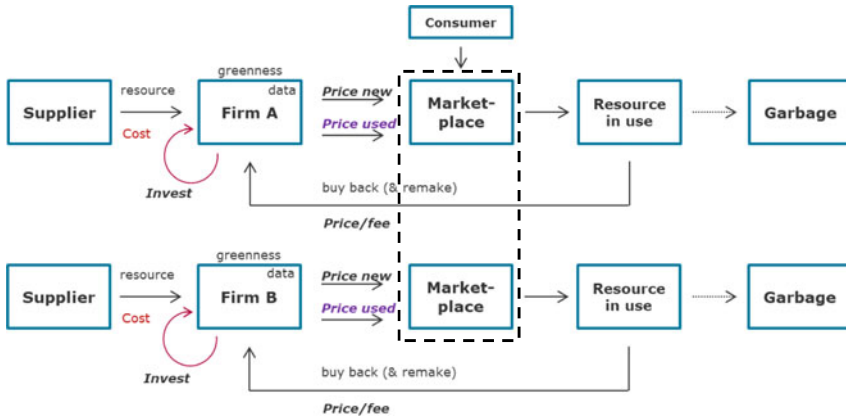 Consumer
greenness
data
resource
Price new
Supplier
Firm A
Market-
place
Resource
in use
Garbage
Cost
Price used
Invest
buy back (& remake)
Price/fee
greenness
data
resource
Price new
Supplier
Firm B
Market-
place
Resource
in use
Garbage
Cost
Price used
Invest
buy back (& remake)
Price/fee